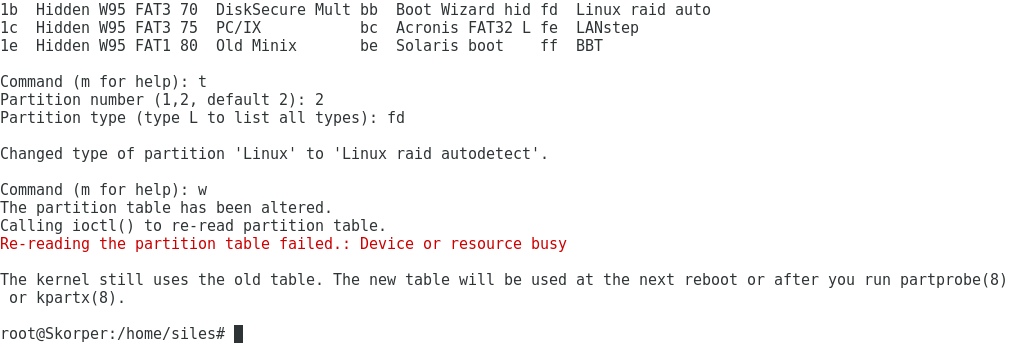 1b  Hidden W95 FAT3 70  DiskSecure Mult bb  Boot Wizard hid fd  Linux raid auto
1c  Hidden W95 FAT3 75  PC/IX           bc  Acronis FAT32 L fe  LANstep
1e  Hidden W95 FAT1 80  Old Minix       be  Solaris boot    ff  BBT
Command (m for help): t
Partition number (1,2, default 2): 2
Partition type (type L to list all types): fd
Changed type of partition 'Linux' to 'Linux raid autodetect'.
Command (m for help): w
The partition table has been altered.
Calling ioctl() to re-read partition table.
Re-reading the partition table failed.: Device or resource busy
The kernel still uses the old table. The new table will be used at the next reboot or after you run partprobe(8)
 or kpartx(8).
root@Skorper:/home/siles#